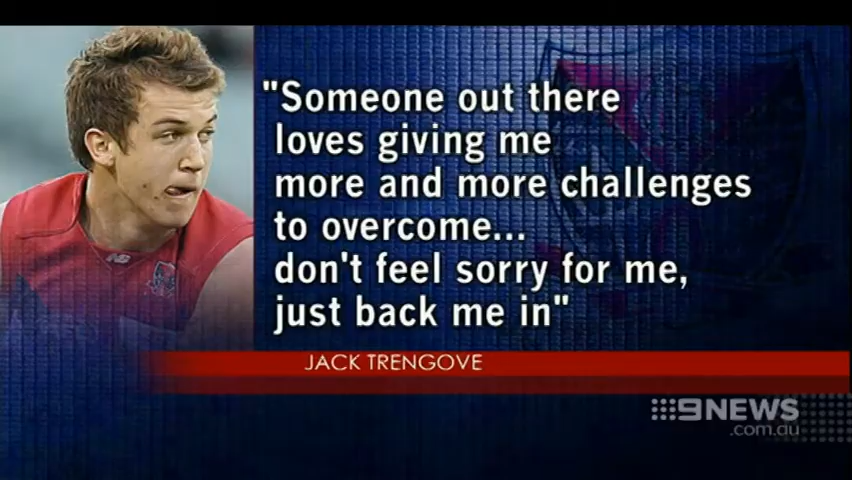 "Someone out there
loves giving me
more and more challenges
to overcome...
don't feel sorry for me,
just back me in"
JACK TRENGOVE
9NEWS
.com.au